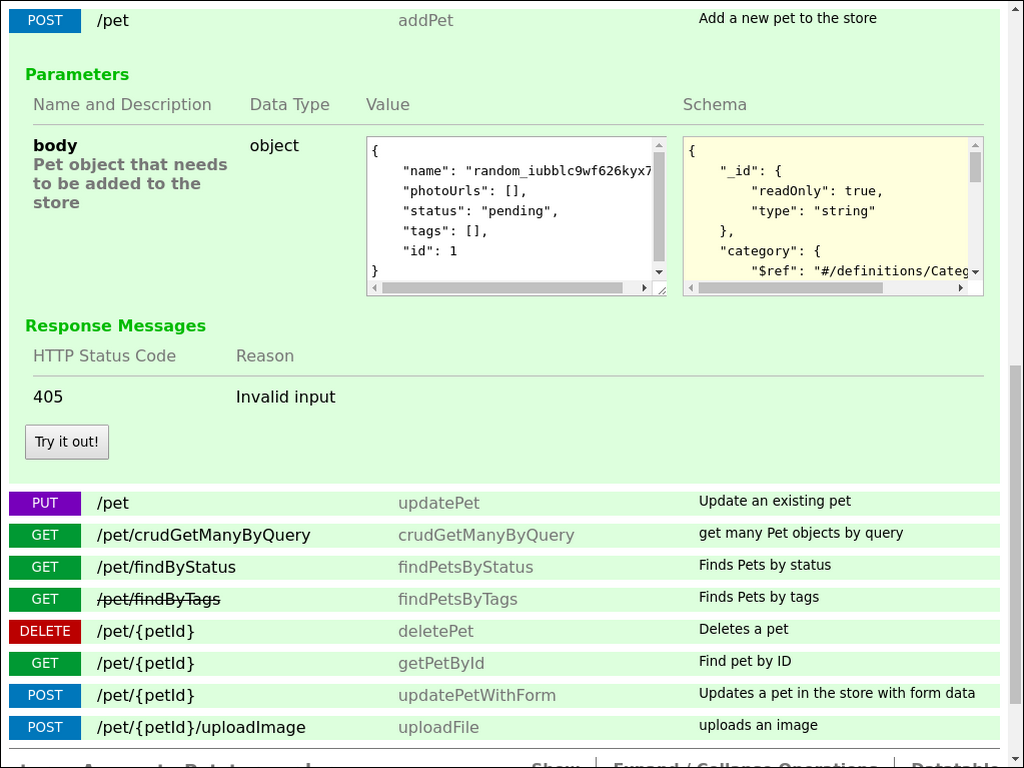 POST /pet addPet Add a new pet to the store
Parameters
Name and Description Data Type Value Schema
body object
Pet object that needs
to be added to the
store
{
"name": "random_iubblc9wf626kyx7
"photoUrls": [],
"status": "pending",
"tags": [],
"id": 1
}
{
"_id": {
"readOnly": true,
"type": "string"
},
"category": {
"$ref": "#/definitions/Categ
Response Messages
HTTP Status Code Reason
405 Invalid input
Try it out!
PUT /pet updatePet Update an existing pet
GET /pet/crudGetManyByQuery crudGetManyByQuery get many Pet objects by query
GET /pet/findByStatus findPetsByStatus Finds Pets by status
GET /pet/findByTags findPetsByTags Finds Pets by tags
DELETE /pet/{petId} deletePet Deletes a pet
GET /pet/{petId} getPetById Find pet by ID
POST /pet/{petId} updatePetWithForm Updates a pet in the store with form data
POST /pet/{petId}/uploadImage uploadFile uploads an image
Show Expand / Collapse Operations Datatable